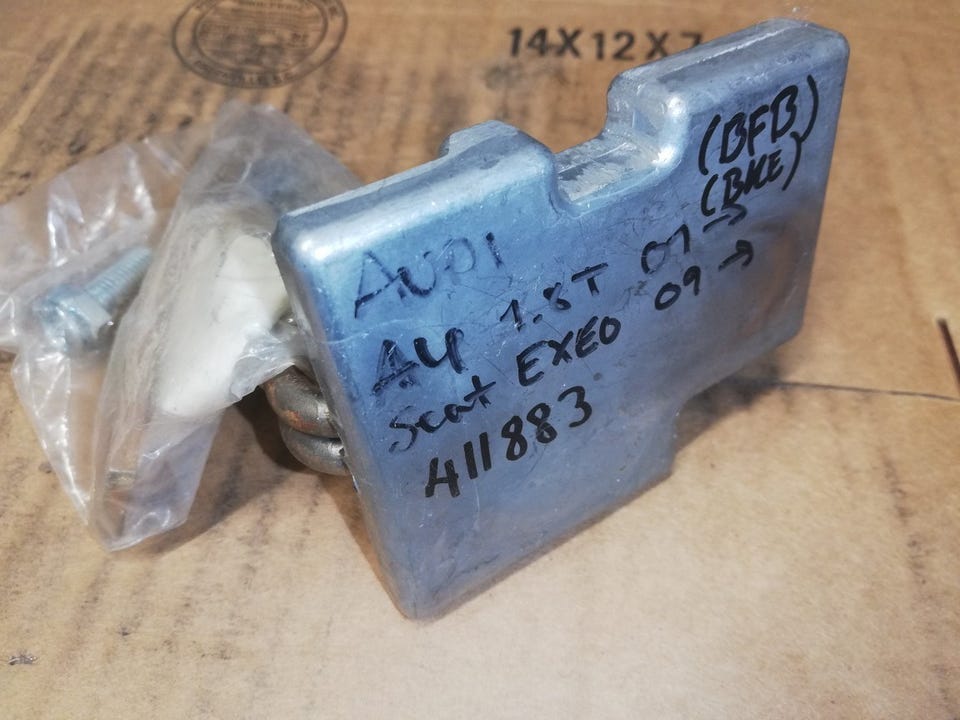 14X12X7
(BFB)
(BKE)
AUDI
A4 1.8T 01→
Seat EXEO 09→
411883